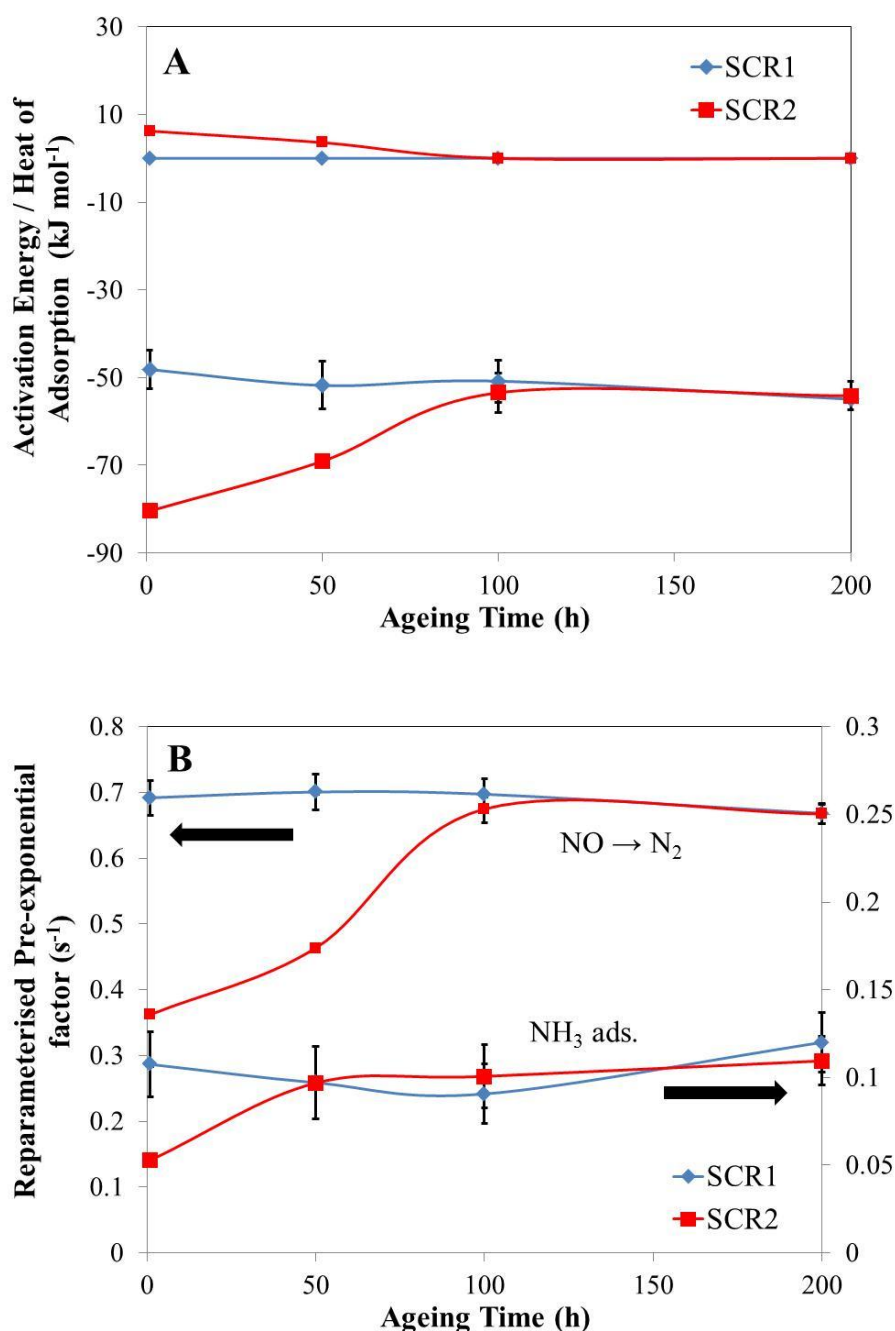 A
SCR1
SCR2
30
10
-10
-30
-50
-70
-90
Activation Energy / Heat of
Adsorption (kJ mol-1)
0 50 100 150 200
Ageing Time (h)
B
0.8
0.7
0.6
0.5
0.4
0.3
0.2
0.1
0
Reparameterised Pre-exponential
factor (s-1)
NO → N2
NH3 ads.
SCR1
SCR2
0.3
0.25
0.2
0.15
0.1
0.05
0
0 50 100 150 200
Ageing Time (h)